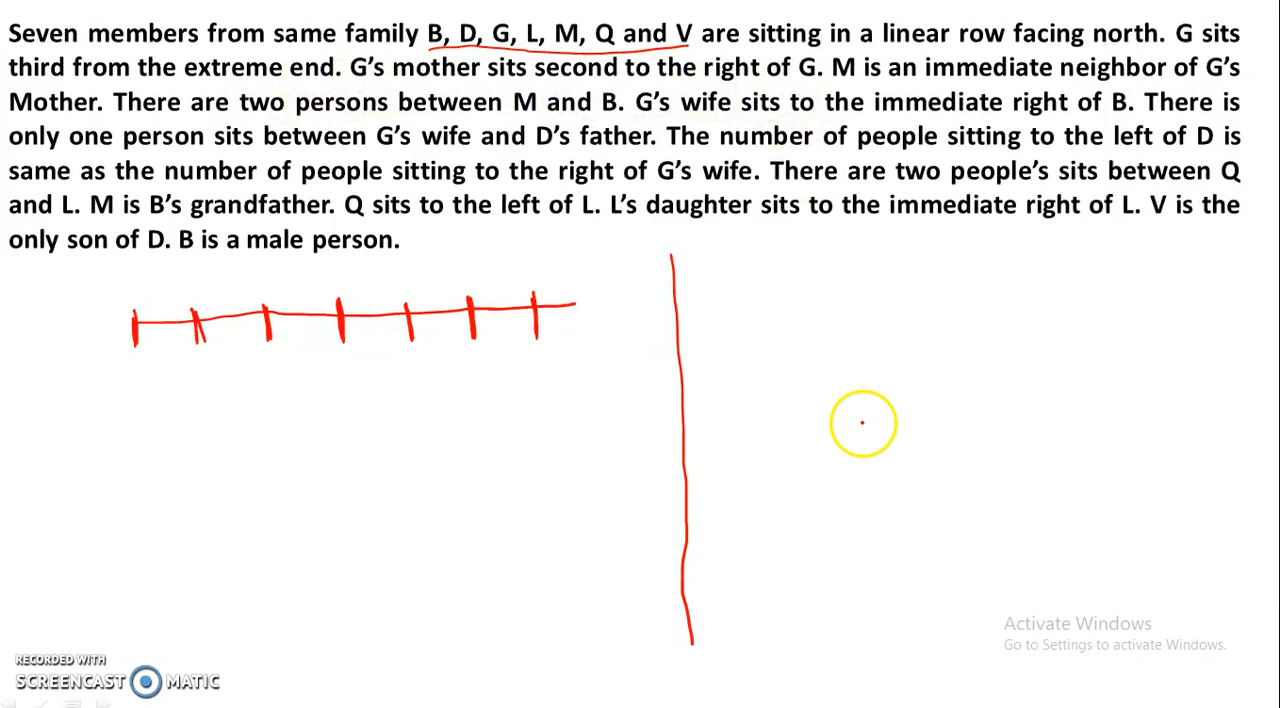 Seven members from same family B, D, G, L, M, Q and V are sitting in a linear row facing north. G sits
third from the extreme end. G’s mother sits second to the right of G. M is an immediate neighbor of G’s
Mother. There are two persons between M and B. G’s wife sits to the immediate right of B. There is
only one person sits between G’s wife and D’s father. The number of people sitting to the left of D is
same as the number of people sitting to the right of G’s wife. There are two people’s sits between Q
and L. M is B’s grandfather. Q sits to the left of L. L’s daughter sits to the immediate right of L. V is the
only son of D. B is a male person.
Activate Windows
Go to Settings to activate Windows.
RECORDED WITH
SCREENCAST MATIC